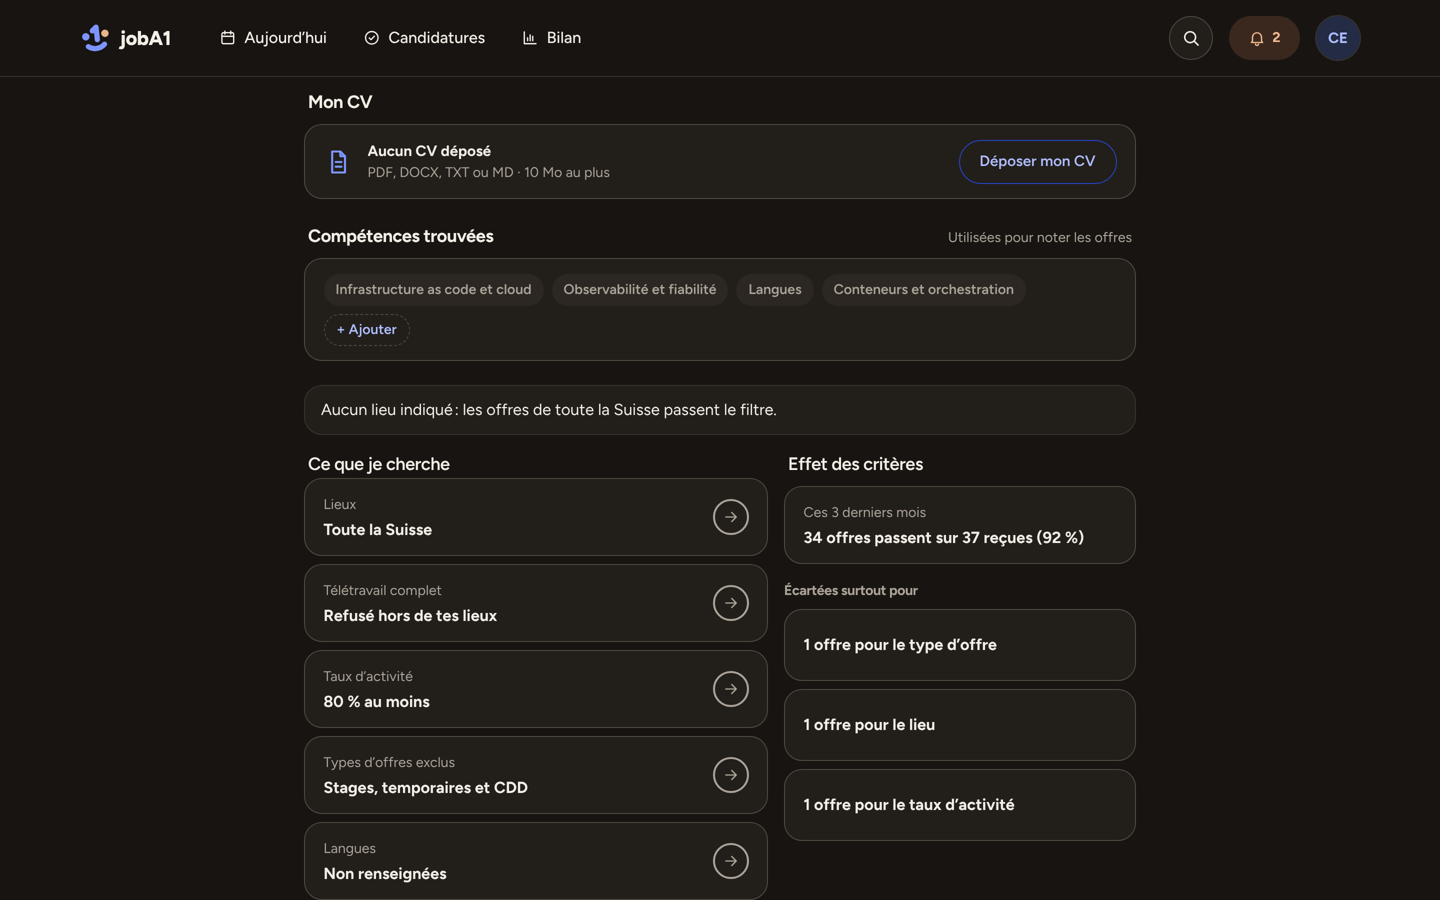 jobA1
Aujourd’hui
Candidatures
Bilan
2
CE
Mon CV
Aucun CV déposé
PDF, DOCX, TXT ou MD · 10 Mo au plus
Déposer mon CV
Compétences trouvées
Utilisées pour noter les offres
Infrastructure as code et cloud
Observabilité et fiabilité
Langues
Conteneurs et orchestration
+ Ajouter
Aucun lieu indiqué : les offres de toute la Suisse passent le filtre.
Ce que je cherche
Lieux
Toute la Suisse
Télétravail complet
Refusé hors de tes lieux
Taux d’activité
80 % au moins
Types d’offres exclus
Stages, temporaires et CDD
Langues
Non renseignées
Effet des critères
Ces 3 derniers mois
34 offres passent sur 37 reçues (92 %)
Écartées surtout pour
1 offre pour le type d’offre
1 offre pour le lieu
1 offre pour le taux d’activité